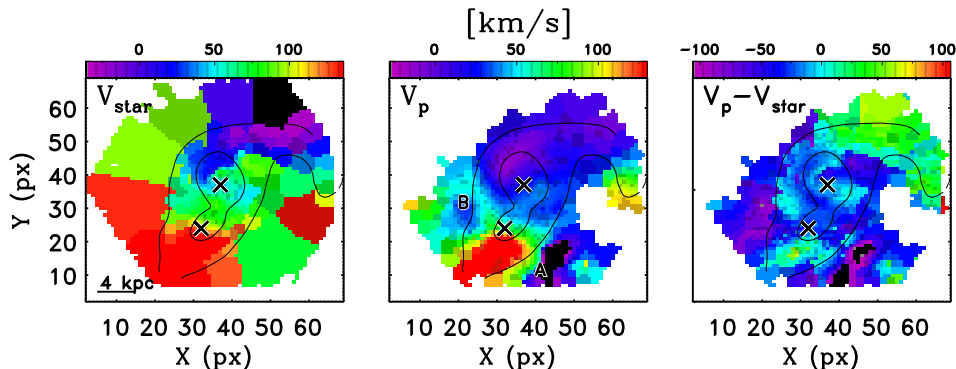 [km/s]
0 50 100 0 50 100 -100 -50 0 50 100
V_star V_p V_p-V_star
60
50
40
30
20
10
Y (px)
B
A
4 kpc
10 20 30 40 50 60 10 20 30 40 50 60 10 20 30 40 50 60
X (px) X (px) X (px)